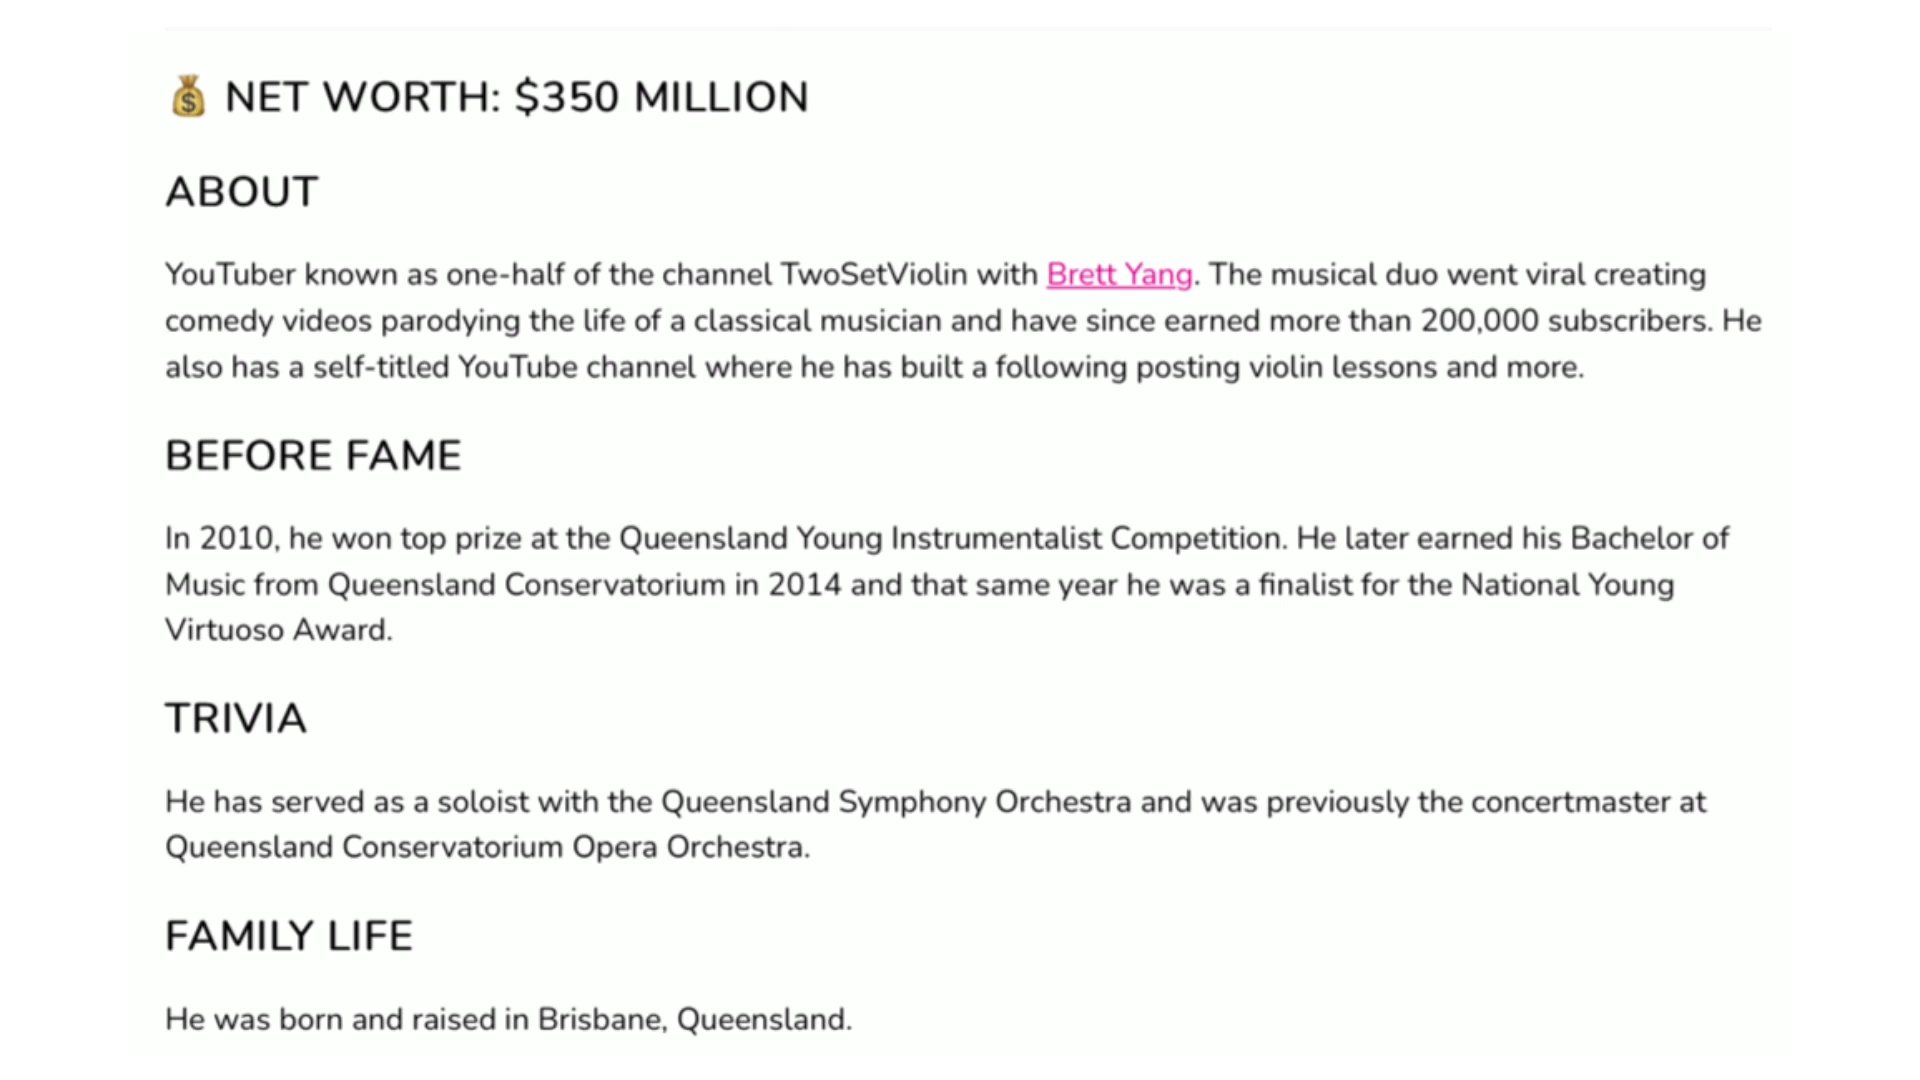 💰 NET WORTH: $350 MILLION
ABOUT
YouTuber known as one-half of the channel TwoSetViolin with Brett Yang. The musical duo went viral creating
comedy videos parodying the life of a classical musician and have since earned more than 200,000 subscribers. He
also has a self-titled YouTube channel where he has built a following posting violin lessons and more.
BEFORE FAME
In 2010, he won top prize at the Queensland Young Instrumentalist Competition. He later earned his Bachelor of
Music from Queensland Conservatorium in 2014 and that same year he was a finalist for the National Young
Virtuoso Award.
TRIVIA
He has served as a soloist with the Queensland Symphony Orchestra and was previously the concertmaster at
Queensland Conservatorium Opera Orchestra.
FAMILY LIFE
He was born and raised in Brisbane, Queensland.